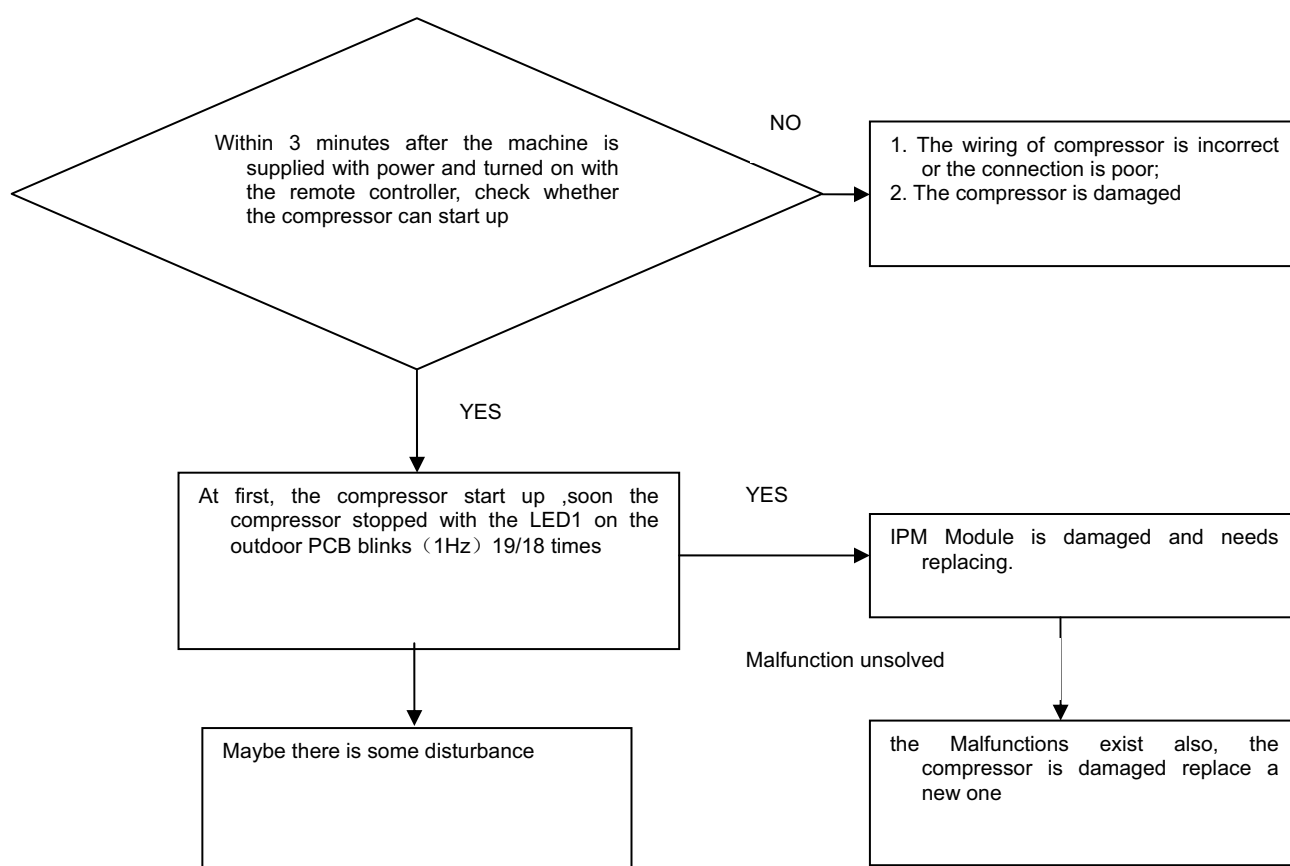 Within 3 minutes after the machine is
supplied with power and turned on with
the remote controller, check whether
the compressor can start up
NO
1. The wiring of compressor is incorrect
or the connection is poor;
2. The compressor is damaged
YES
At first, the compressor start up ,soon the
compressor stopped with the LED1 on the
outdoor PCB blinks（1Hz）19/18 times
YES
IPM Module is damaged and needs
replacing.
Malfunction unsolved
Maybe there is some disturbance
the Malfunctions exist also, the
compressor is damaged replace a
new one